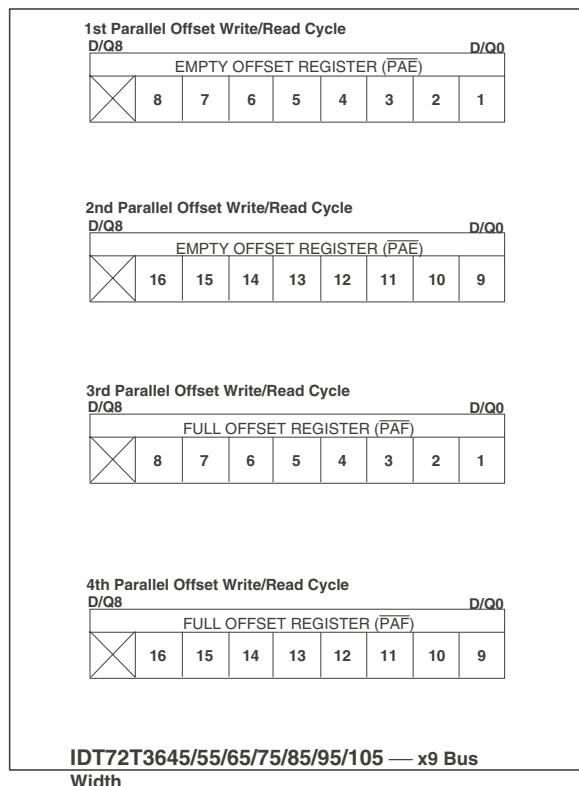 1st Parallel Offset Write/Read Cycle
D/Q8 D/Q0
EMPTY OFFSET REGISTER (PAE)
8 7 6 5 4 3 2 1
2nd Parallel Offset Write/Read Cycle
D/Q8 D/Q0
EMPTY OFFSET REGISTER (PAE)
16 15 14 13 12 11 10 9
3rd Parallel Offset Write/Read Cycle
D/Q8 D/Q0
FULL OFFSET REGISTER (PAF)
8 7 6 5 4 3 2 1
4th Parallel Offset Write/Read Cycle
D/Q8 D/Q0
FULL OFFSET REGISTER (PAF)
16 15 14 13 12 11 10 9
IDT72T3645/55/65/75/85/95/105 — x9 Bus
Width